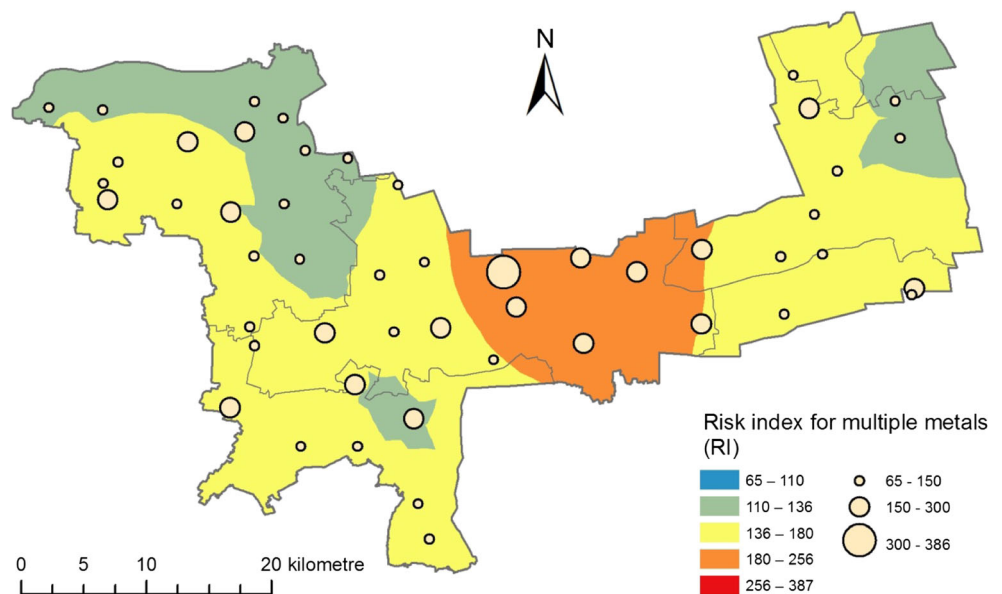 N
Risk index for multiple metals
(RI)
65 – 110
110 – 136
136 – 180
180 – 256
256 – 387
65 - 150
150 - 300
300 - 386
0 5 10 20 kilometre